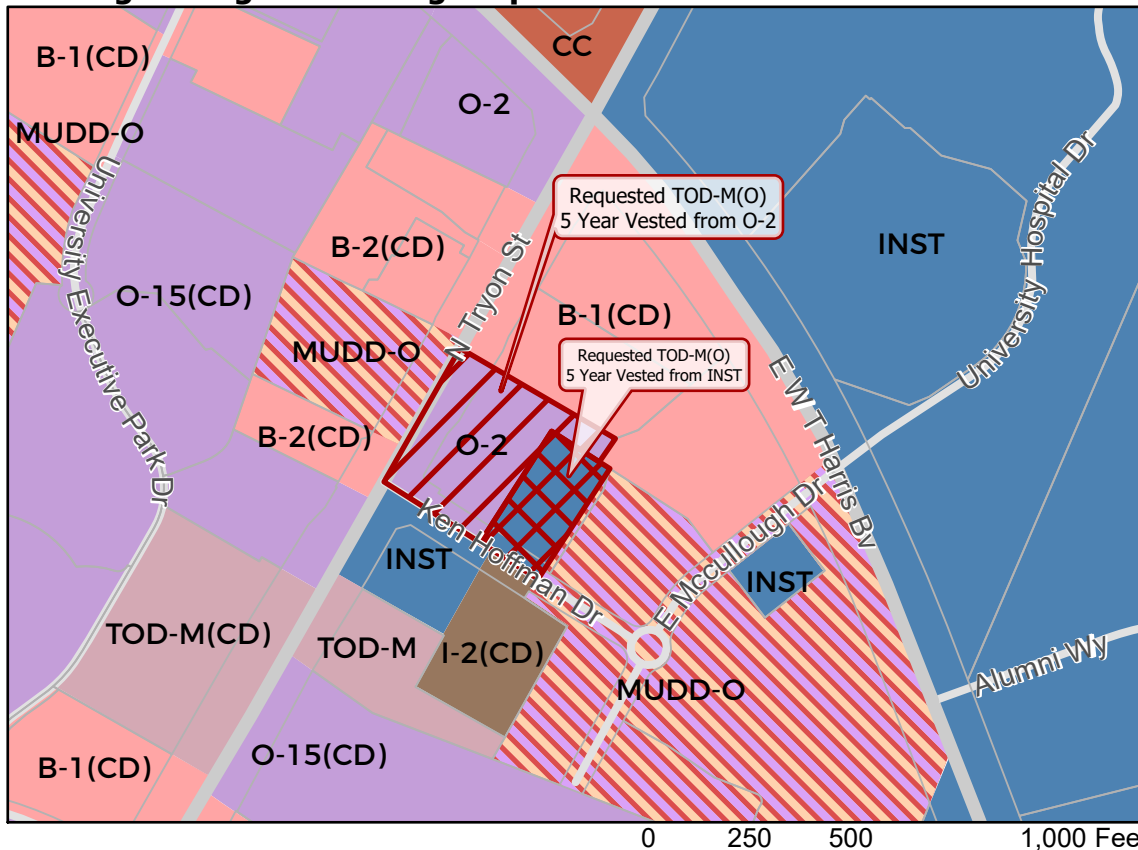 B-1(CD)
CC
O-2
MUDD-O
University Executive Park Dr
Requested TOD-M(O)
5 Year Vested from O-2
University Hospital Dr
INST
B-2(CD)
N Tryon St
O-15(CD)
B-1(CD)
MUDD-O
Requested TOD-M(O)
5 Year Vested from INST
E W T Harris Bv
B-2(CD)
O-2
Ken Hoffman Dr
INST
E Mccullough Dr
INST
TOD-M(CD)
TOD-M
I-2(CD)
MUDD-O
Alumni Wy
B-1(CD)
O-15(CD)
0 250 500 1,000 Fee